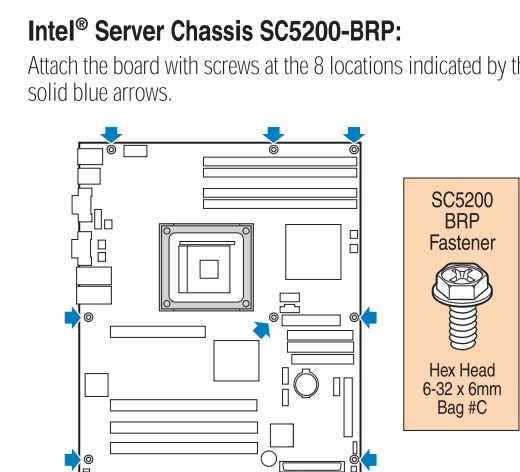 Intel® Server Chassis SC5200-BRP:
Attach the board with screws at the 8 locations indicated by
solid blue arrows.
SC5200
BRP
Fastener
Hex Head
6-32 x 6mm
Bag #C